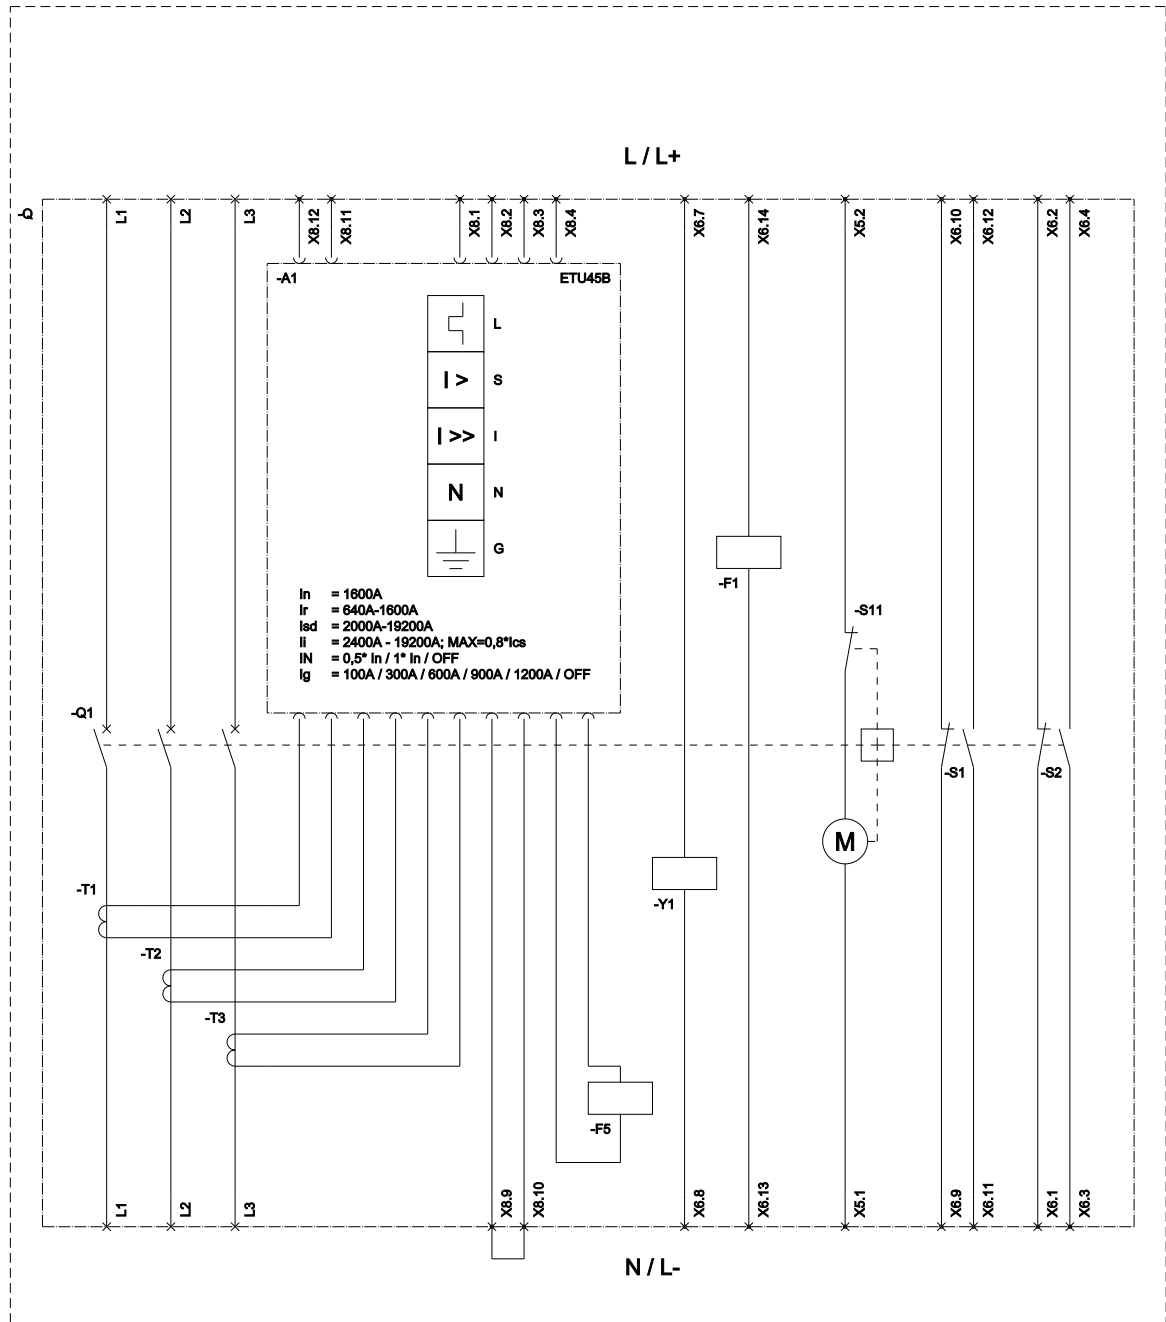 L / L+
-Q
L1
L2
L3
X8.12
X8.11
X8.1
X8.2
X8.3
X8.4
X6.7
X6.14
X5.2
X6.10
X6.12
X6.2
X6.4
-A1
ETU45B
L
I >
S
I >>
I
N
N
G
In = 1600A
Ir = 640A-1600A
Isd = 2000A-19200A
Ii = 2400A - 19200A; MAX=0,8*Ics
IN = 0,5* In / 1* In / OFF
Ig = 100A / 300A / 600A / 900A / 1200A / OFF
-F1
-S11
-Q1
-S1
-S2
M
-T1
-Y1
-T2
-T3
-F5
L1
L2
L3
X8.9
X8.10
X6.8
X6.13
X5.1
X6.9
X6.11
X6.1
X6.3
N / L-